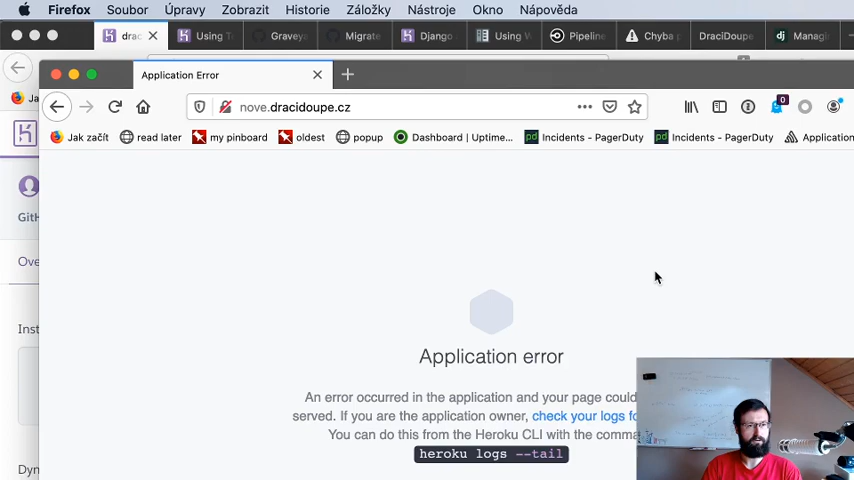 Firefox Soubor Úpravy Zobrazit Historie Záložky Nástroje Okno Nápověda
drac Using T Graveya Migrate Django Using W Pipeline Chyba p DraciDoupe Managi
Application Error
nove.dracidoupe.cz
0
Ja
Jak začít read later my pinboard oldest popup Dashboard | Uptime... Incidents - PagerDuty Incidents - PagerDuty Application
GitH
Ove
Inst
Application error
An error occurred in the application and your page could
served. If you are the application owner, check your logs fo
You can do this from the Heroku CLI with the comma
heroku logs --tail
Dyn